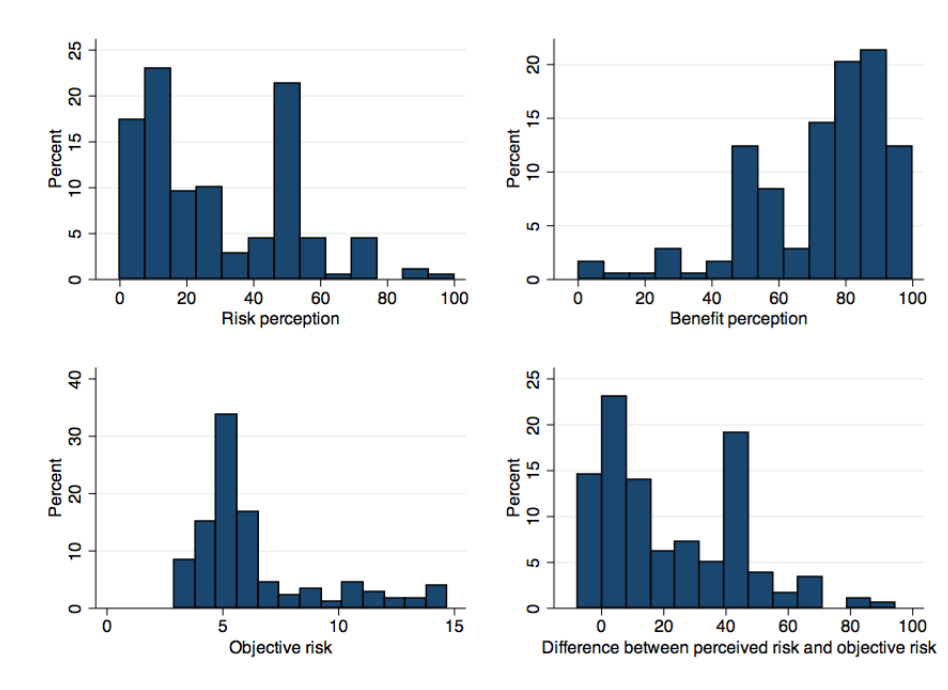 25
20
15
10
5
0
Percent
0 20 40 60 80 100
Risk perception
20
15
10
5
0
Percent
0 20 40 60 80 100
Benefit perception
40
30
20
10
0
Percent
0 5 10 15
Objective risk
25
20
15
10
5
0
Percent
0 20 40 60 80 100
Difference between perceived risk and objective risk